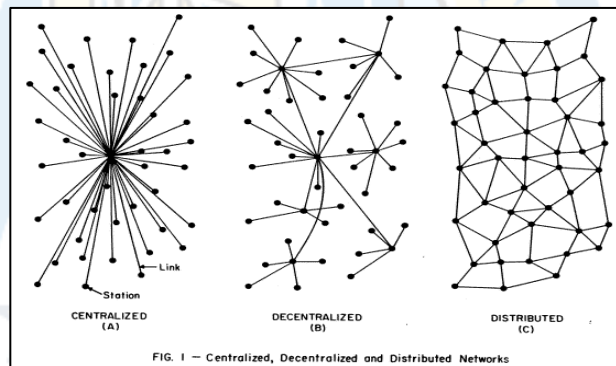 Link
Station
CENTRALIZED
(A)
DECENTRALIZED
(B)
DISTRIBUTED
(C)
FIG. 1 — Centralized, Decentralized and Distributed Networks